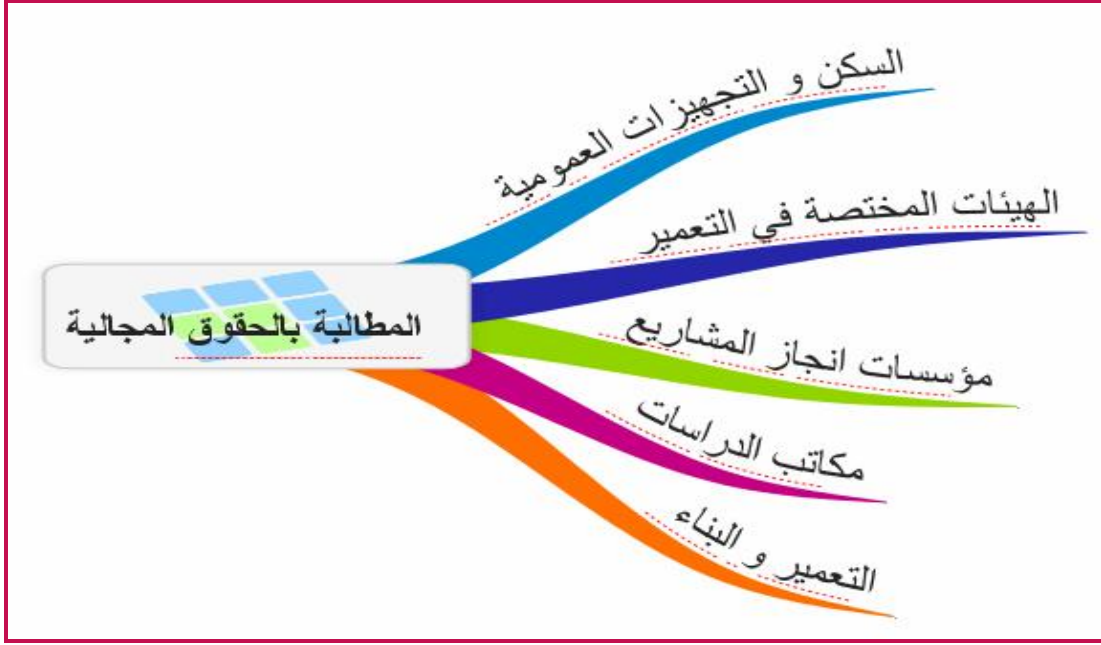 السكن و التجهيزات العمومية
الهيئات المختصة في التعمير
المطالبة بالحقوق المجالية
مؤسسات انجاز المشاريع
مكاتب الدراسات
التعمير و البناء